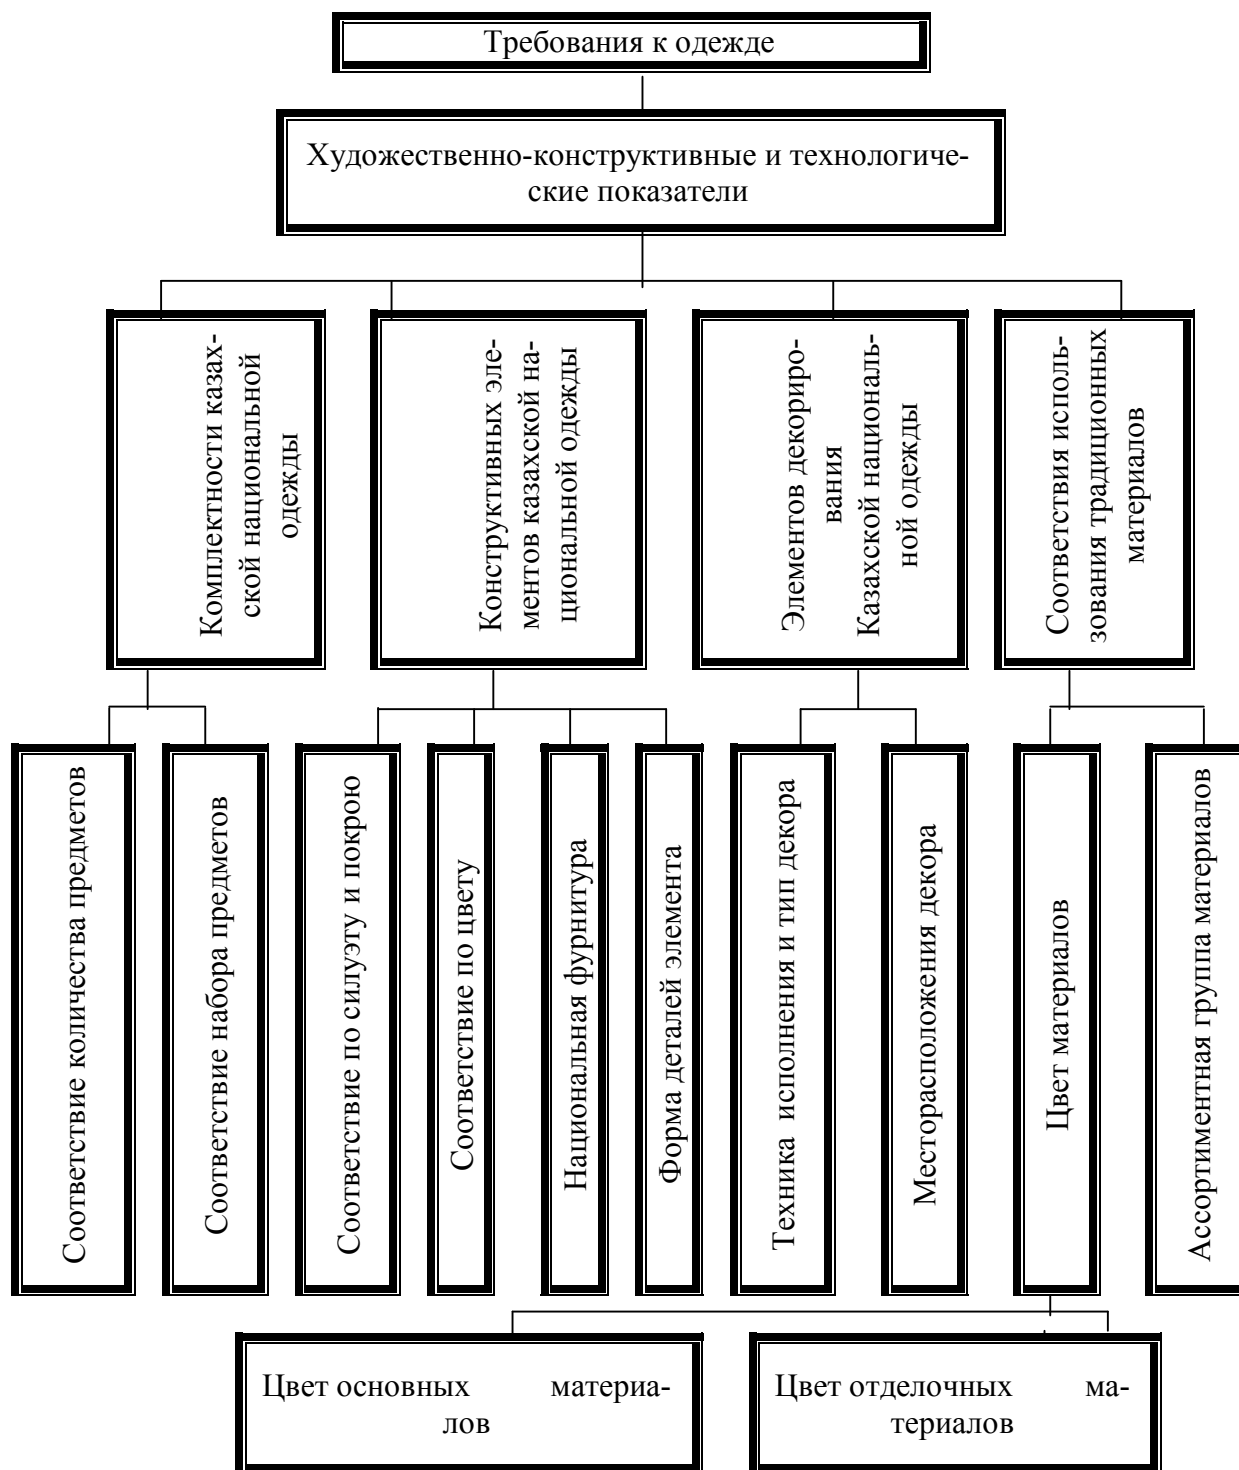 Требования к одежде
Художественно-конструктивные и технологиче-
ские показатели
Комплектности казах-
ской национальной
одежды
Конструктивных эле-
ментов казахской на-
циональной одежды
Элементов декориро-
вания
Казахской националь-
ной одежды
Соответствия исполь-
зования традиционных
материалов
Соответствие количества предметов
Соответствие набора предметов
Соответствие по силуэту и покрою
Соответствие по цвету
Национальная фурнитура
Форма деталей элемента
Техника исполнения и тип декора
Месторасположения декора
Цвет материалов
Ассортиментная группа материалов
Цвет основных материа-
лов
Цвет отделочных ма-
териалов